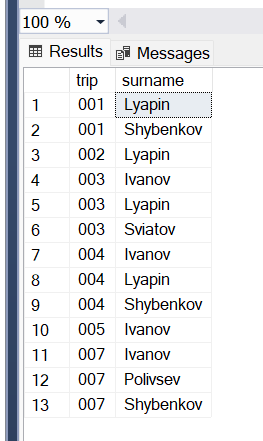 100 %
Results Messages
trip surname
1 001 Lyapin
2 001 Shybenkov
3 002 Lyapin
4 003 Ivanov
5 003 Lyapin
6 003 Sviatov
7 004 Ivanov
8 004 Lyapin
9 004 Shybenkov
10 005 Ivanov
11 007 Ivanov
12 007 Polivsev
13 007 Shybenkov